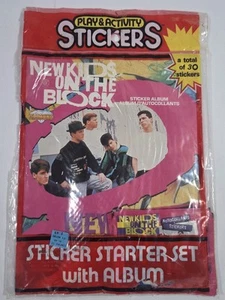 PLAY & ACTIVITY
STICKERS
a total
of 30
stickers
NEW KIDS
ON THE
BLOCK
STICKER ALBUM
NEW KIDS
ON THE
BLOCK
STICKER STARTER SET
with ALBUM